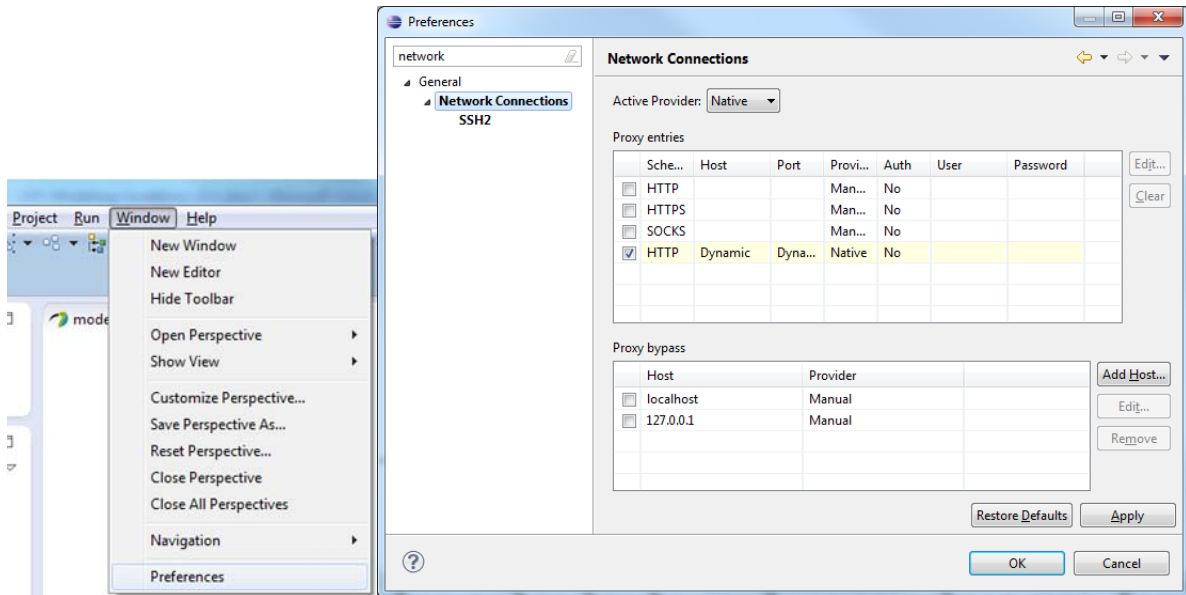 Project Run Window Help
New Window
New Editor
Hide Toolbar
mode
Open Perspective
Show View
Customize Perspective...
Save Perspective As...
Reset Perspective...
Close Perspective
Close All Perspectives
Navigation
Preferences
Preferences
network
General
Network Connections
SSH2
Network Connections
Active Provider: Native
Proxy entries
Sche... Host Port Provi... Auth User Password
HTTP Man... No
HTTPS Man... No
SOCKS Man... No
HTTP Dynamic Dyna... Native No
Edit...
Clear
Proxy bypass
Host Provider
localhost Manual
127.0.0.1 Manual
Add Host...
Edit...
Remove
Restore Defaults Apply
? OK Cancel